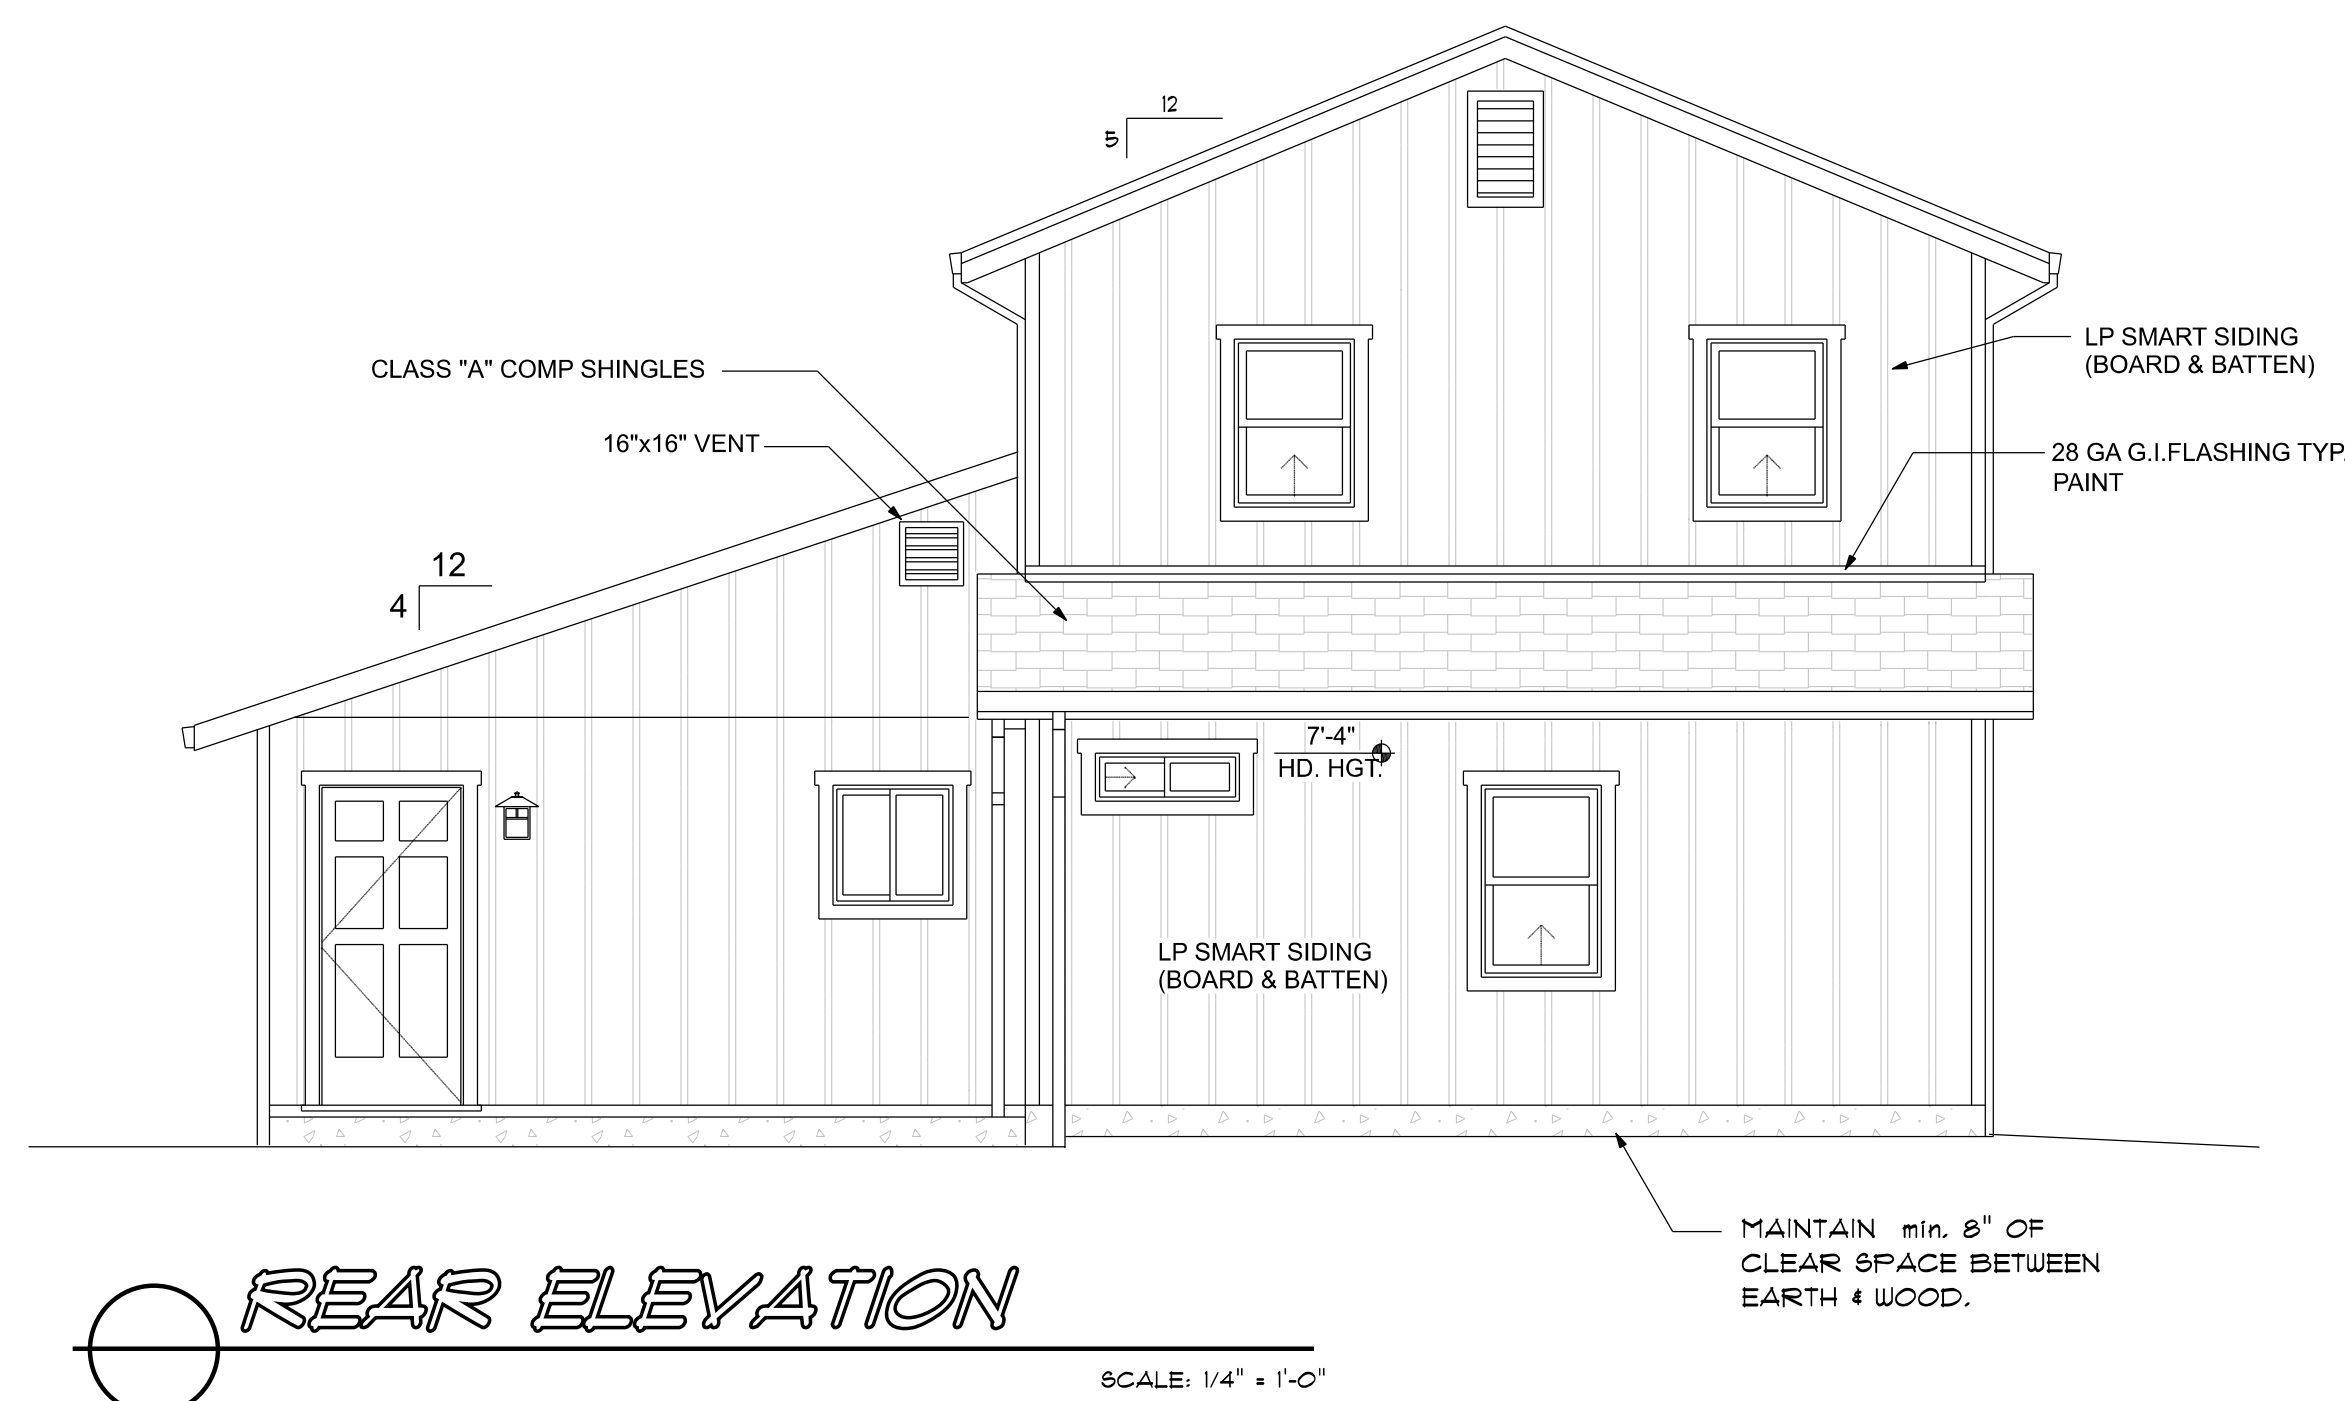 12
5
LP SMART SIDING
(BOARD & BATTEN)
CLASS "A" COMP SHINGLES
16"x16" VENT
28 GA G.I.FLASHING TYP.
PAINT
12
4
7'-4"
HD. HGT.
LP SMART SIDING
(BOARD & BATTEN)
MAINTAIN min. 8" OF
CLEAR SPACE BETWEEN
EARTH & WOOD.
REAR ELEVATION
SCALE: 1/4" = 1'-0"